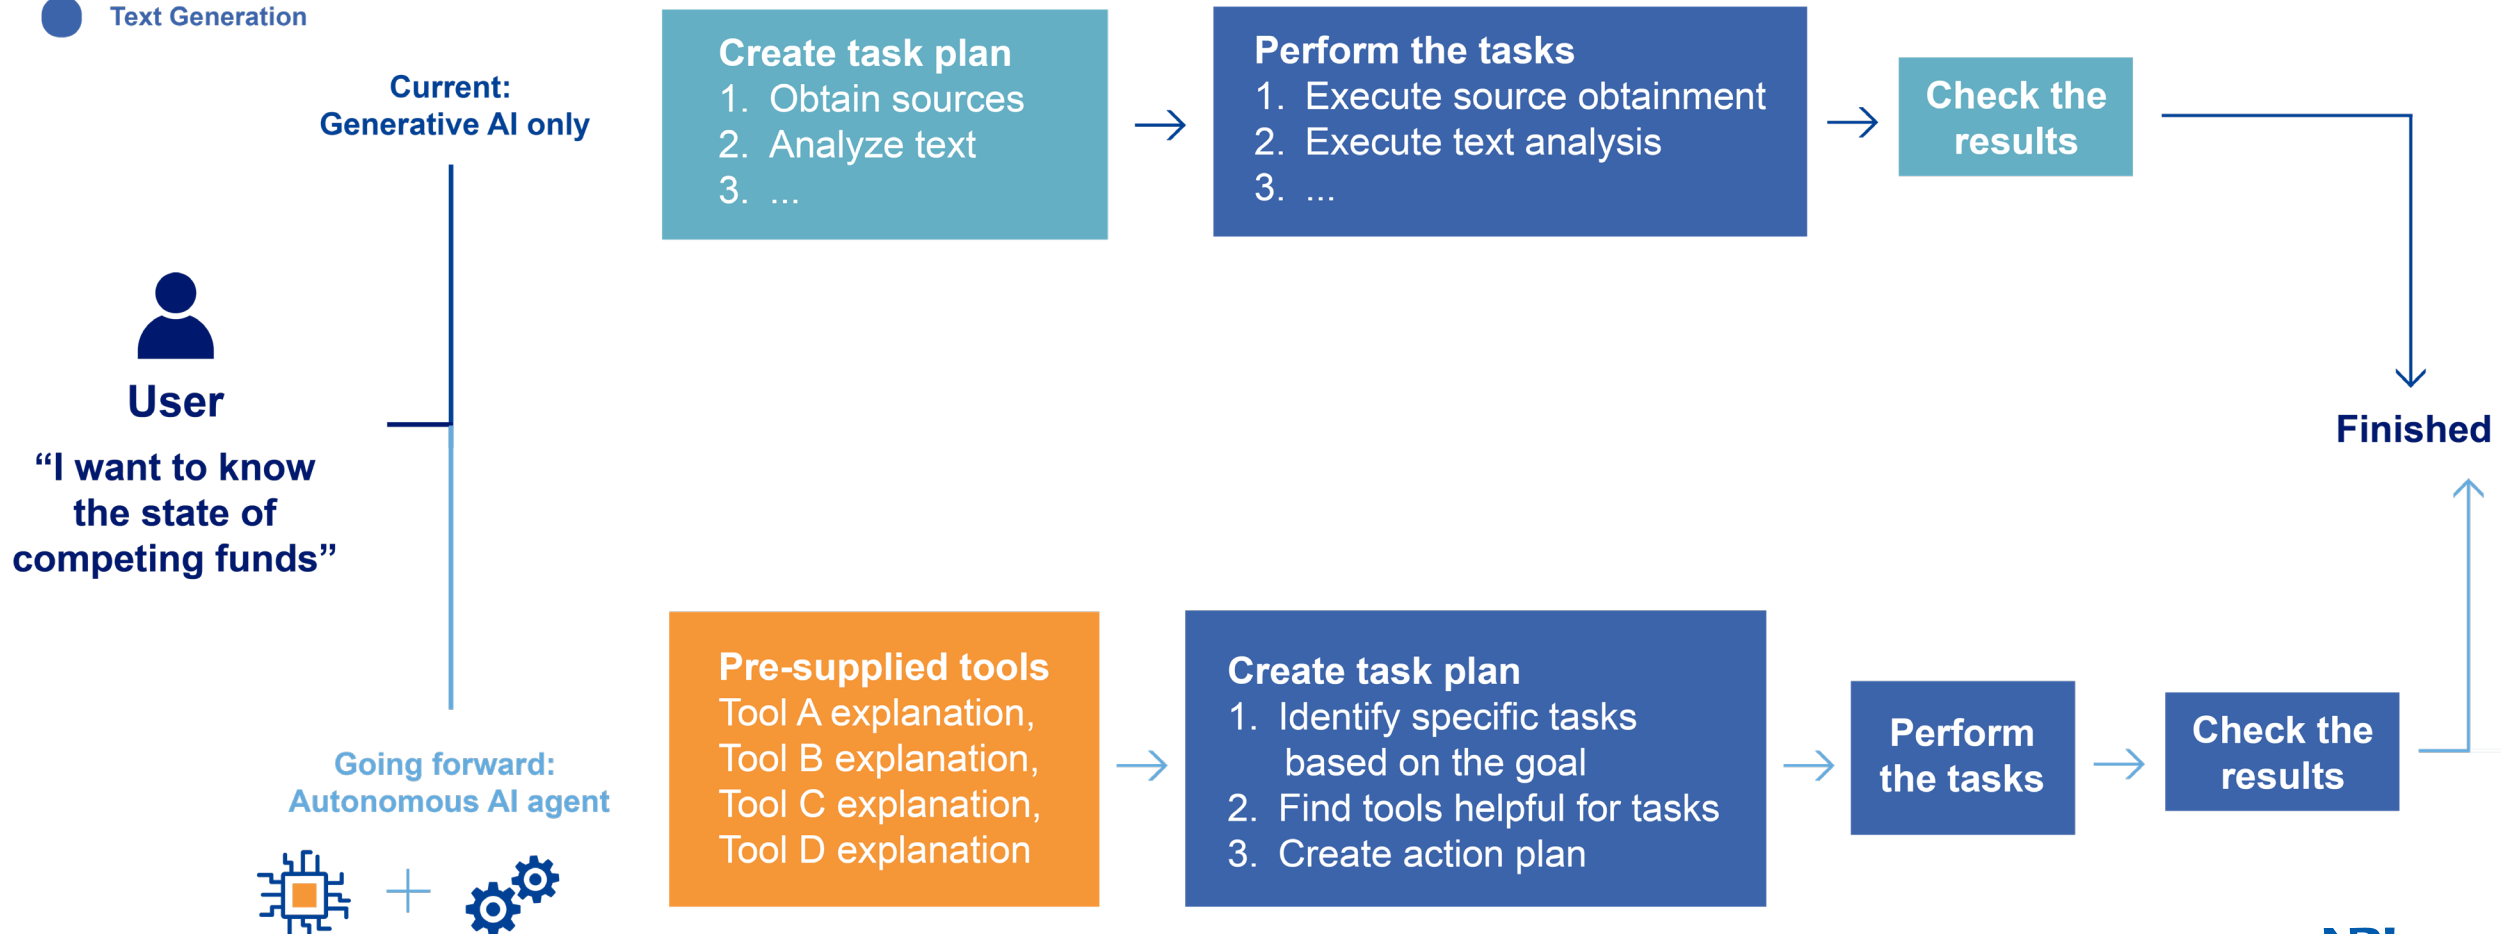 Text Generation
Current:
Generative AI only
Create task plan
1. Obtain sources
2. Analyze text
3. ...
Perform the tasks
1. Execute source obtainment
2. Execute text analysis
3. ...
Check the
results
User
“I want to know
the state of
competing funds”
Finished
Going forward:
Autonomous AI agent
Pre-supplied tools
Tool A explanation,
Tool B explanation,
Tool C explanation,
Tool D explanation
Create task plan
1. Identify specific tasks
based on the goal
2. Find tools helpful for tasks
3. Create action plan
Perform
the tasks
Check the
results